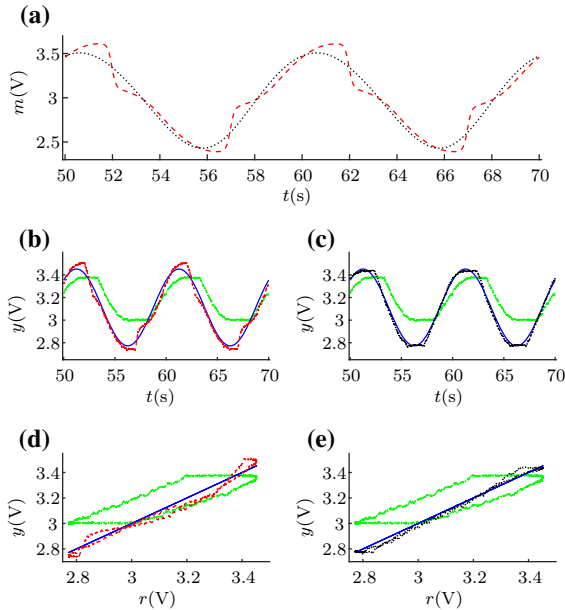 (a)
m(V)
3.5
3
2.5
50 52 54 56 58 60 62 64 66 68 70
t(s)
(b) (c)
y(V) y(V)
3.4 3.4
3.2 3.2
3 3
2.8 2.8
50 55 60 65 70 50 55 60 65 70
t(s) t(s)
(d) (e)
y(V) y(V)
3.4 3.4
3.2 3.2
3 3
2.8 2.8
2.8 3 3.2 3.4 2.8 3 3.2 3.4
r(V) r(V)